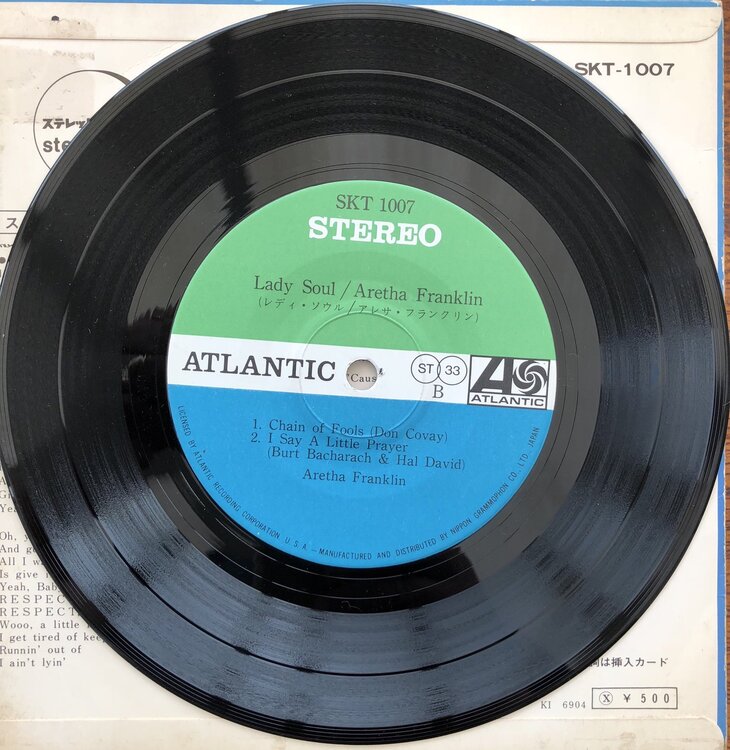 SKT-1007
ステレオ
SKT 1007
STEREO
Lady Soul / Aretha Franklin
(レディ・ソウル/アレサ・フランクリン)
ATLANTIC
'Caus
ST 33
B
ATLANTIC
1. Chain of Fools (Don Covay)
2. I Say A Little Prayer
(Burt Bacharach & Hal David)
Aretha Franklin
LICENSED BY ATLANTIC RECORDING CORPORATION U.S.A – MANUFACTURED AND DISTRIBUTED BY NIPPON GRAMMOPHON CO., LTD. JAPAN
Oh, y
And g
All I w
Is give
Yeah, Bab
RESPEC
RESPECT
Wooo, a little
I get tired of kee
Runnin' out of
I ain't lyin'
は挿入カード
KI 6904 Ⓧ ￥500